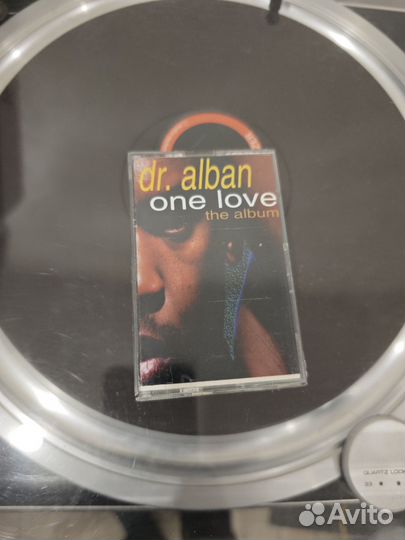 dr. alban
one love
the album
QUARTZ LOCK
33
Avito